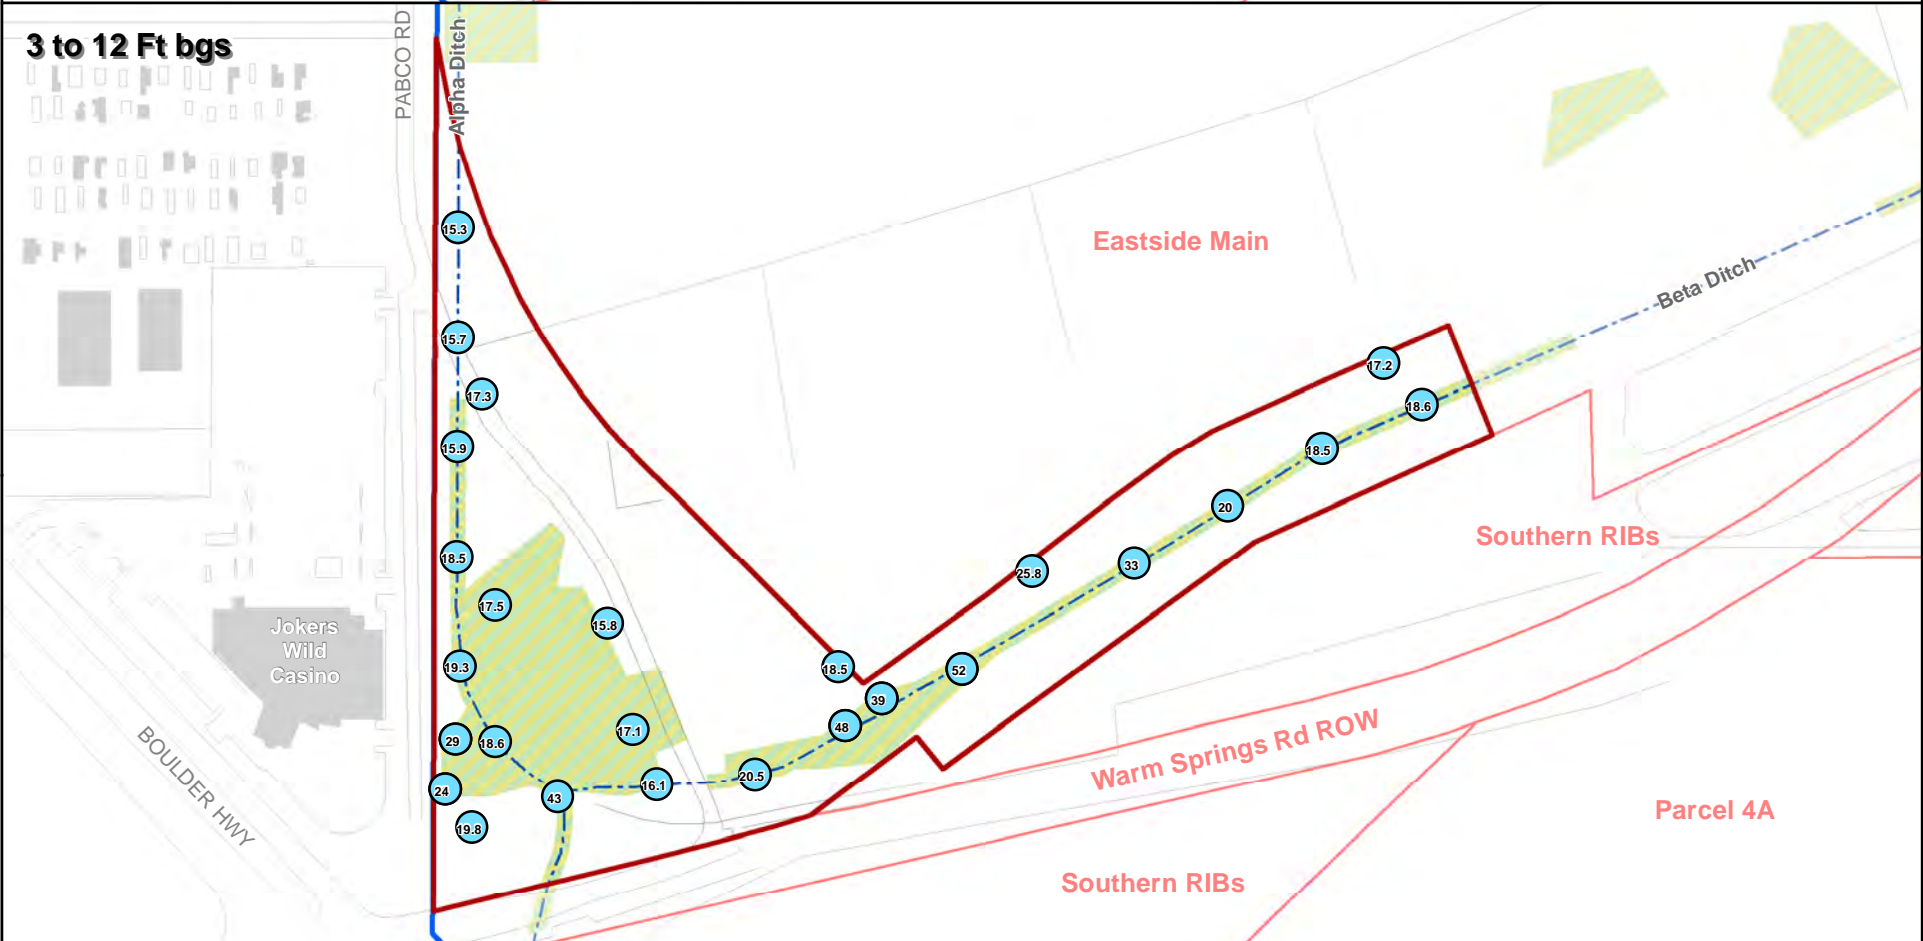 3 to 12 Ft bgs
PABCO RD
Alpha Ditch
15.3
Eastside Main
Beta Ditch
15.7
17.2
17.3
18.6
15.9
18.5
20
Southern RIBs
18.5
33
25.8
17.5
15.8
Jokers
Wild
Casino
19.3
18.5
52
39
48
17.1
29
18.6
Warm Springs Rd ROW
BOULDER HWY
20.5
16.1
24
43
19.8
Parcel 4A
Southern RIBs